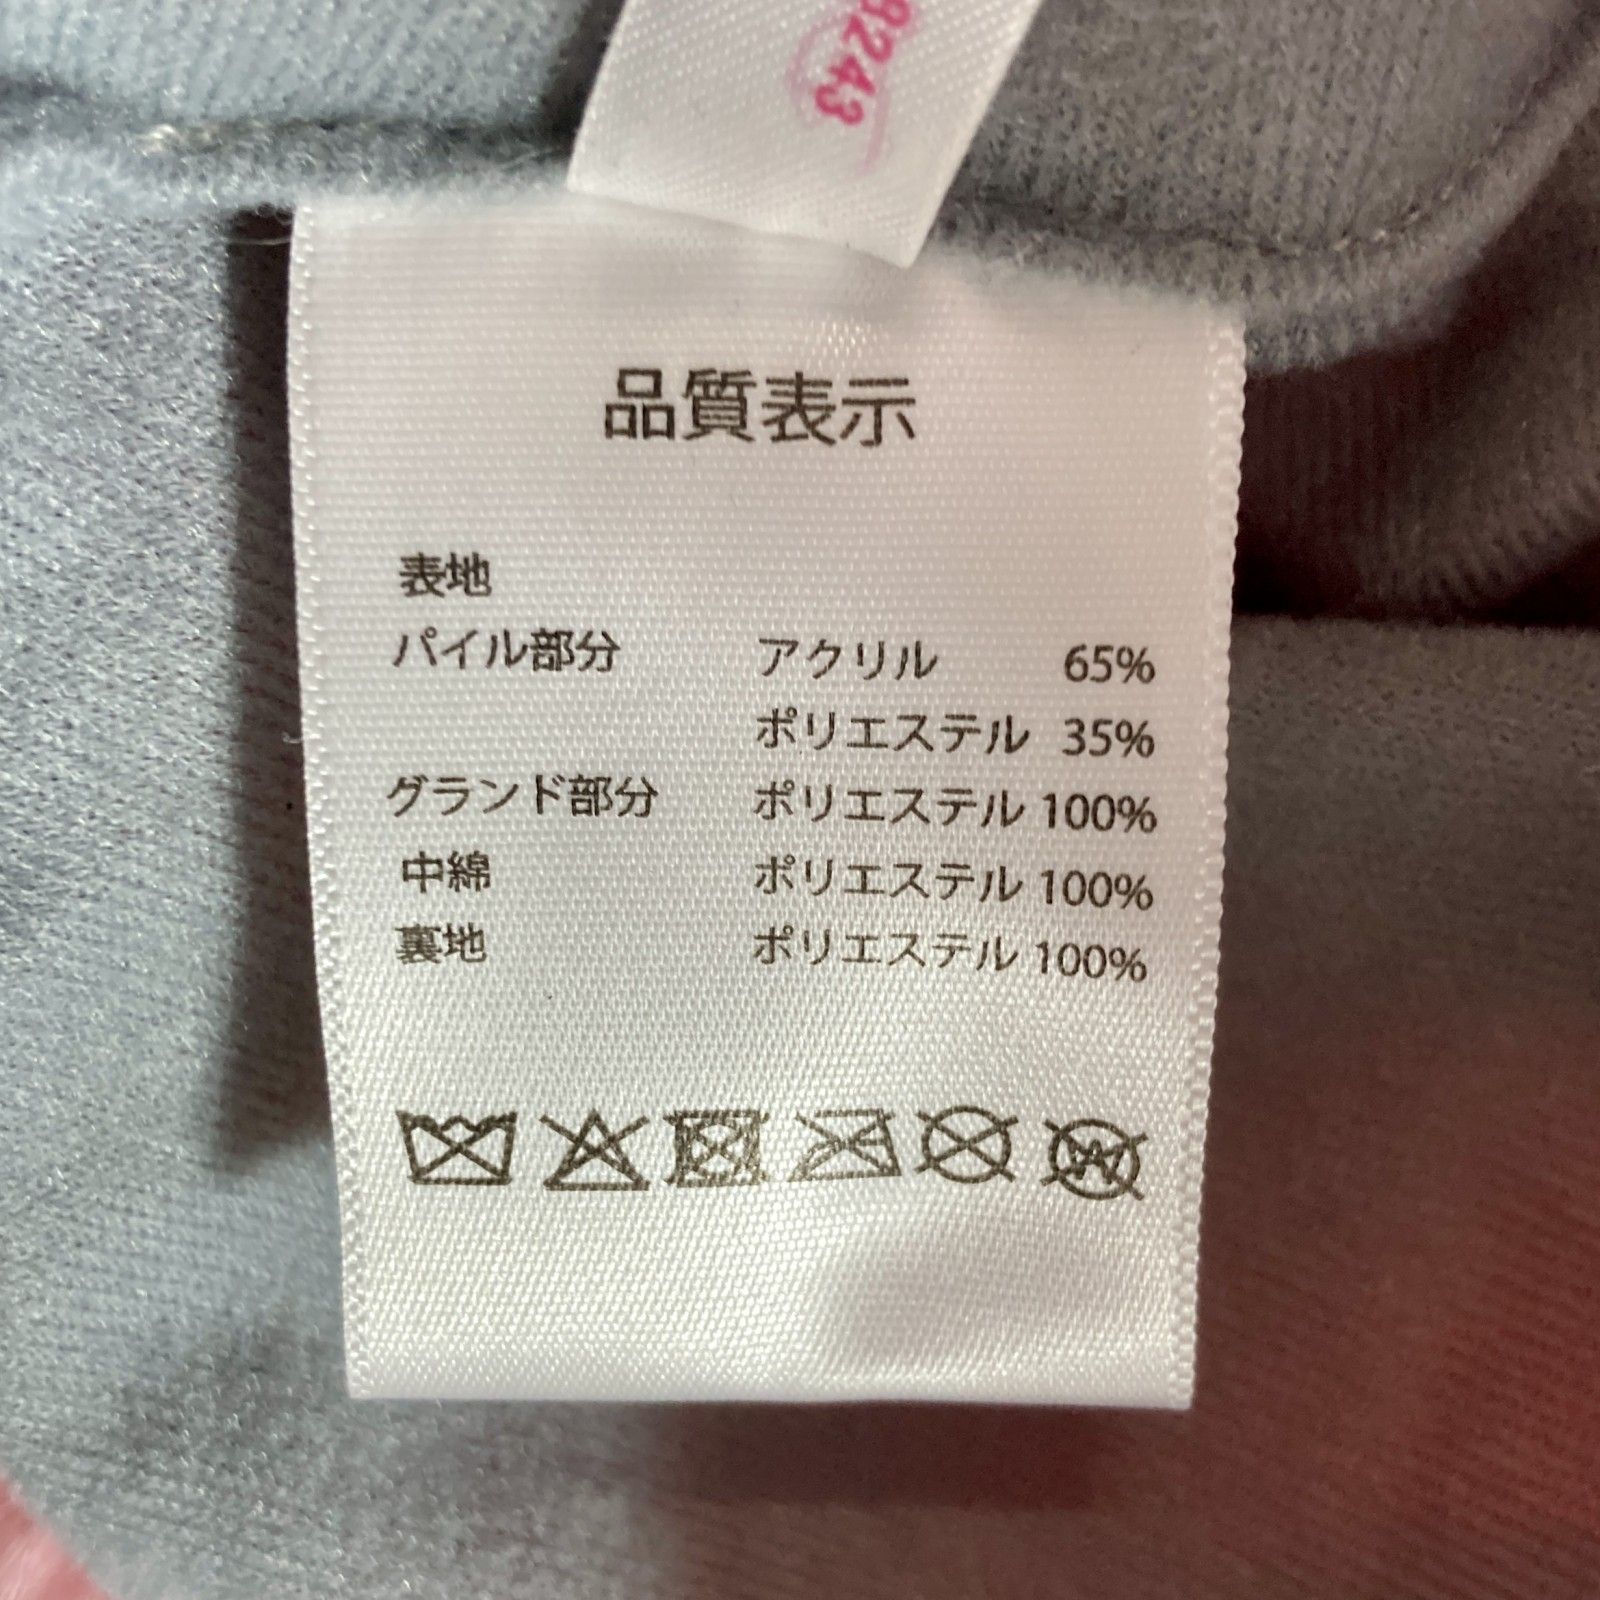 8243
品質表示
表地
パイル部分 アクリル 65%
ポリエステル 35%
グランド部分 ポリエステル 100%
中綿 ポリエステル 100%
裏地 ポリエステル 100%
W